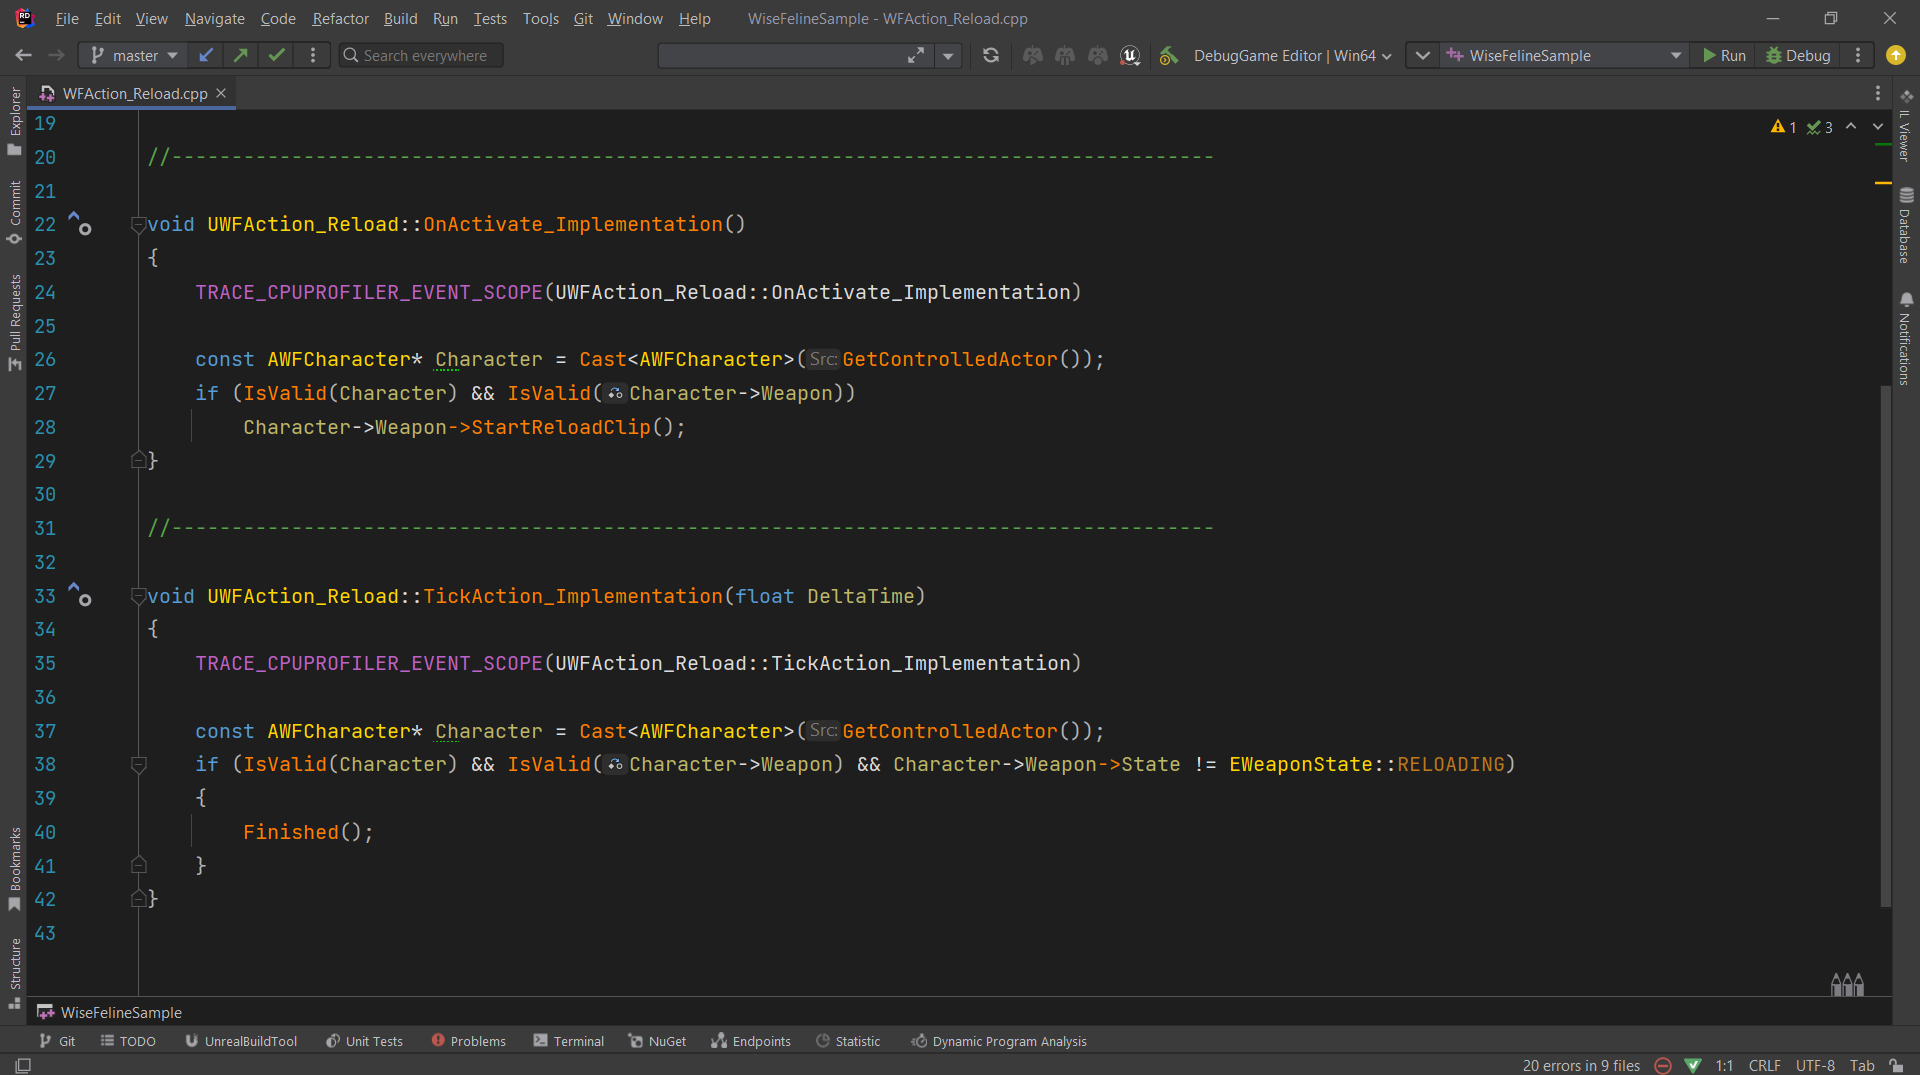 File Edit View Navigate Code Refactor Build Run Tests Tools Git Window Help WiseFelineSample - WFAction_Reload.cpp
master Search everywhere DebugGame Editor | Win64 WiseFelineSample Run Debug
WFAction_Reload.cpp
Explorer
Commit
Pull Requests
Bookmarks
Structure
IL Viewer
Database
Notifications
1 3
19
20 //---------------------------------------------------------------------------------------
21
22 void UWFAction_Reload::OnActivate_Implementation()
23 {
24 TRACE_CPUPROFILER_EVENT_SCOPE(UWFAction_Reload::OnActivate_Implementation)
25
26 const AWFCharacter* Character = Cast<AWFCharacter>(Src:GetControlledActor());
27 if (IsValid(Character) && IsValid(Character->Weapon))
28 Character->Weapon->StartReloadClip();
29 }
30
31 //---------------------------------------------------------------------------------------
32
33 void UWFAction_Reload::TickAction_Implementation(float DeltaTime)
34 {
35 TRACE_CPUPROFILER_EVENT_SCOPE(UWFAction_Reload::TickAction_Implementation)
36
37 const AWFCharacter* Character = Cast<AWFCharacter>(Src:GetControlledActor());
38 if (IsValid(Character) && IsValid(Character->Weapon) && Character->Weapon->State != EWeaponState::RELOADING)
39 {
40 Finished();
41 }
42 }
43
WiseFelineSample
Git TODO UnrealBuildTool Unit Tests Problems Terminal NuGet Endpoints Statistic Dynamic Program Analysis
20 errors in 9 files 1:1 CRLF UTF-8 Tab